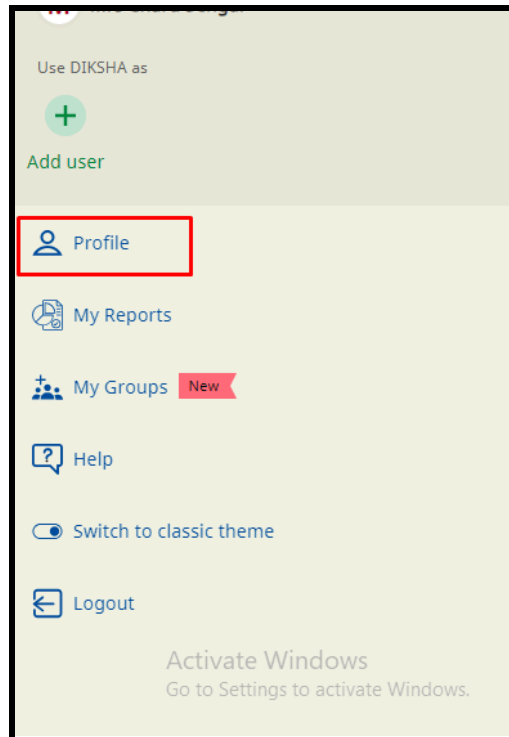 Use DIKSHA as
Add user
Profile
My Reports
My Groups New
Help
Switch to classic theme
Logout
Activate Windows
Go to Settings to activate Windows.